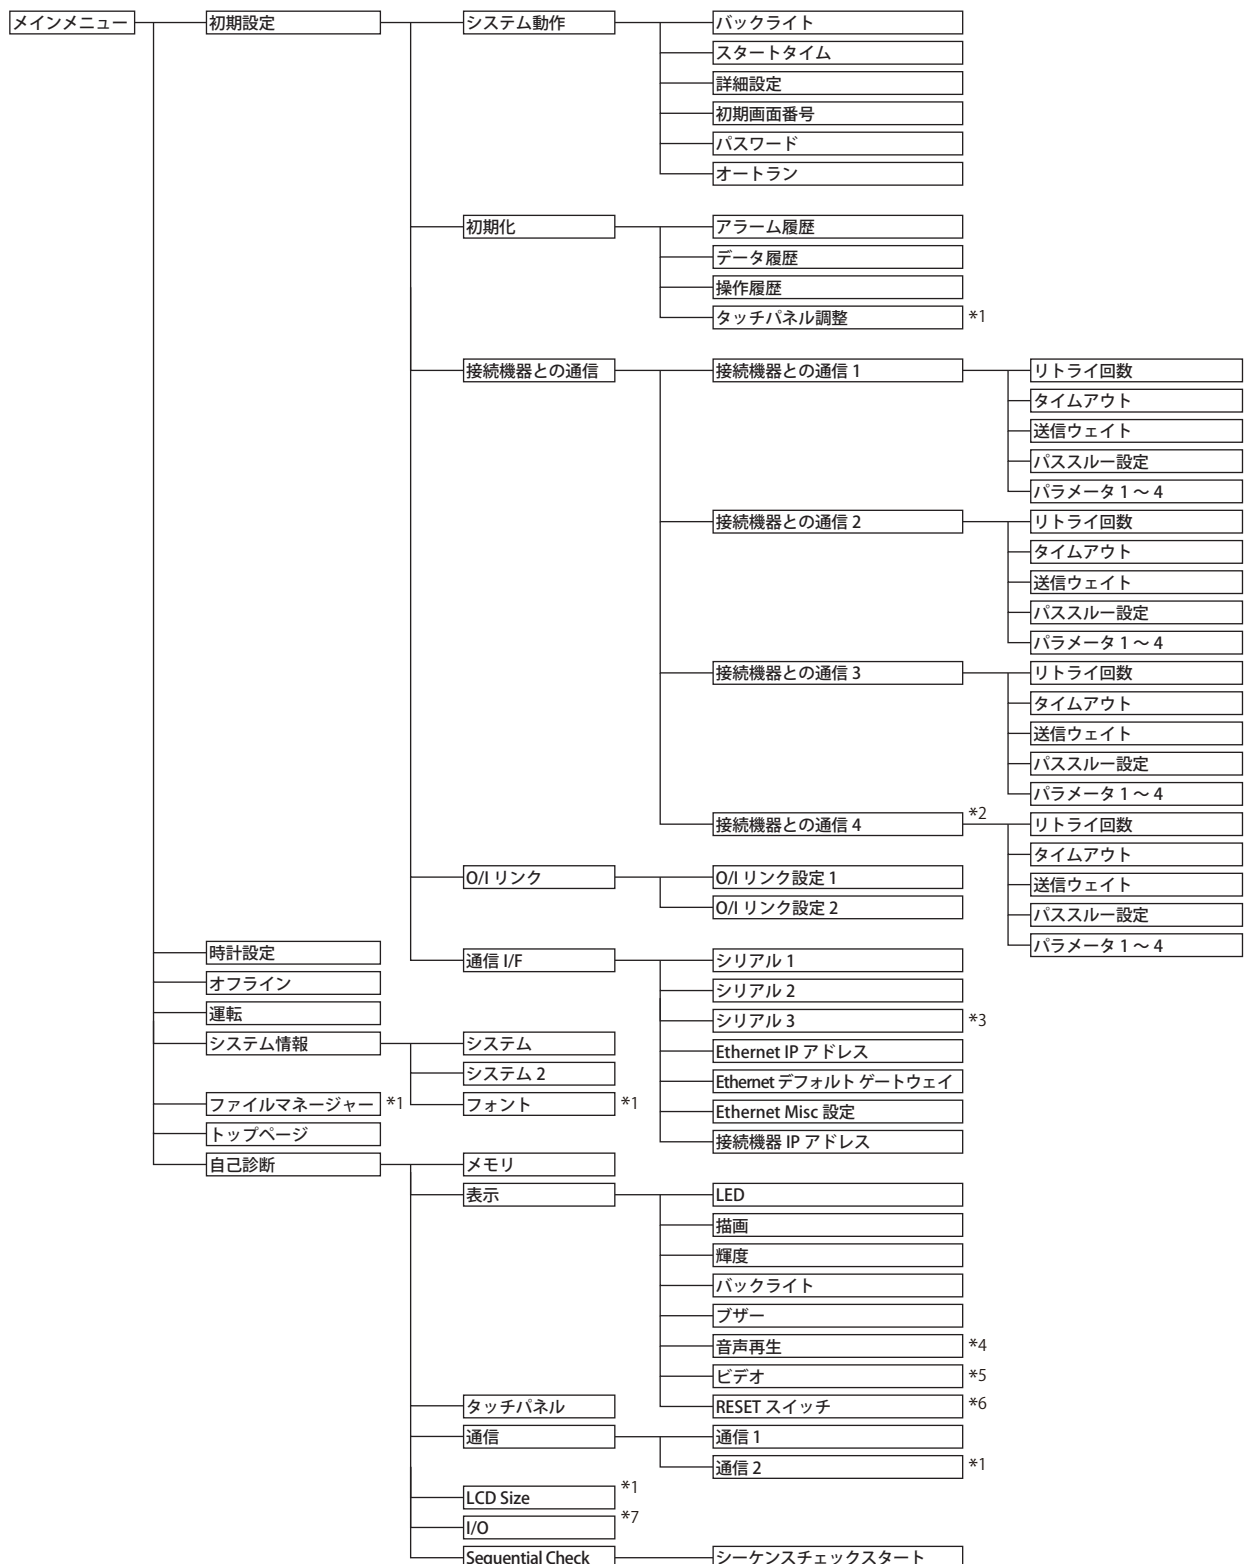 メインメニュー
初期設定
システム動作
バックライト
スタートタイム
詳細設定
初期画面番号
パスワード
オートラン
初期化
アラーム履歴
データ履歴
操作履歴
タッチパネル調整 *1
接続機器との通信
接続機器との通信 1
リトライ回数
タイムアウト
送信ウェイト
パススルー設定
パラメータ 1 ～ 4
接続機器との通信 2
リトライ回数
タイムアウト
送信ウェイト
パススルー設定
パラメータ 1 ～ 4
接続機器との通信 3
リトライ回数
タイムアウト
送信ウェイト
パススルー設定
パラメータ 1 ～ 4
接続機器との通信 4 *2
リトライ回数
タイムアウト
送信ウェイト
パススルー設定
パラメータ 1 ～ 4
O/I リンク
O/I リンク設定 1
O/I リンク設定 2
通信 I/F
シリアル 1
シリアル 2
シリアル 3 *3
Ethernet IP アドレス
Ethernet デフォルト ゲートウェイ
Ethernet Misc 設定
接続機器 IP アドレス
時計設定
オフライン
運転
システム情報
システム
システム 2
フォント *1
ファイルマネージャー *1
トップページ
自己診断
メモリ
表示
LED
描画
輝度
バックライト
ブザー
音声再生 *4
ビデオ *5
RESET スイッチ *6
タッチパネル
通信
通信 1
通信 2 *1
LCD Size *1
I/O *7
Sequential Check
シーケンスチェックスタート